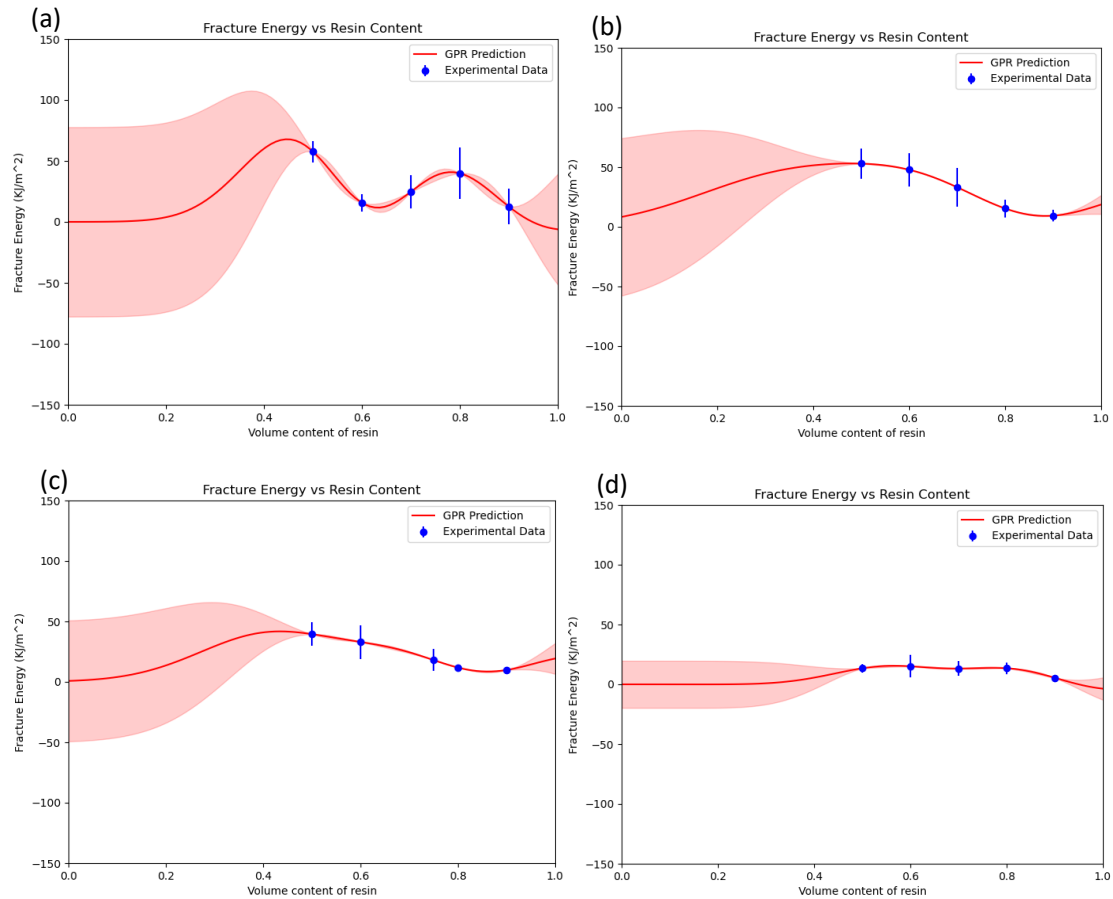 (a)
Fracture Energy vs Resin Content
GPR Prediction
Experimental Data
150
100
50
0
−50
−100
−150
Fracture Energy (KJ/m^2)
0.0 0.2 0.4 0.6 0.8 1.0
Volume content of resin
(b)
Fracture Energy vs Resin Content
GPR Prediction
Experimental Data
150
100
50
0
−50
−100
−150
Fracture Energy (KJ/m^2)
0.0 0.2 0.4 0.6 0.8 1.0
Volume content of resin
(c)
Fracture Energy vs Resin Content
GPR Prediction
Experimental Data
150
100
50
0
−50
−100
−150
Fracture Energy (KJ/m^2)
0.0 0.2 0.4 0.6 0.8 1.0
Volume content of resin
(d)
Fracture Energy vs Resin Content
GPR Prediction
Experimental Data
150
100
50
0
−50
−100
−150
Fracture Energy (KJ/m^2)
0.0 0.2 0.4 0.6 0.8 1.0
Volume content of resin